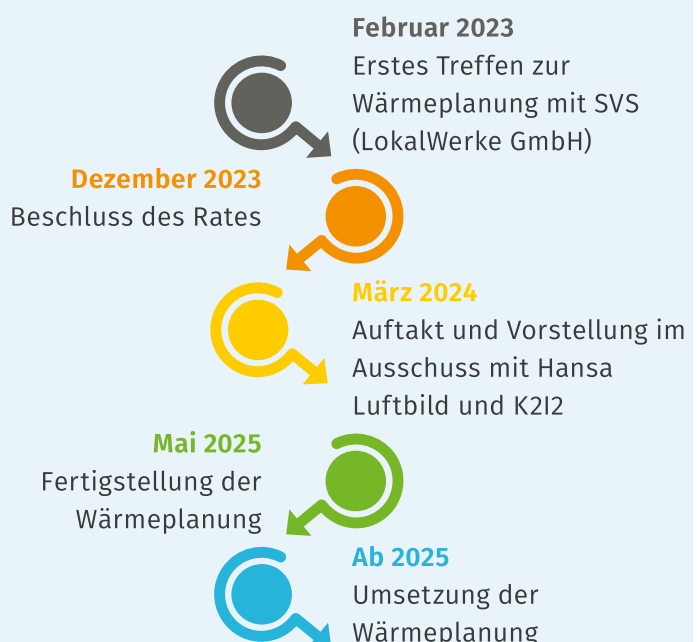 Februar 2023
Erstes Treffen zur
Wärmeplanung mit SVS
(LokalWerke GmbH)
Dezember 2023
Beschluss des Rates
März 2024
Auftakt und Vorstellung im
Ausschuss mit Hansa
Luftbild und K2I2
Mai 2025
Fertigstellung der
Wärmeplanung
Ab 2025
Umsetzung der
Wärmeplanung